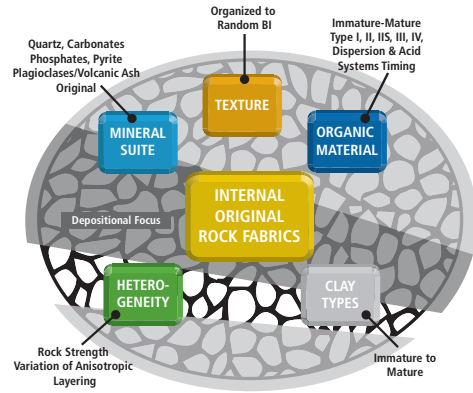 Organized to
Random BI
Quartz, Carbonates
Phosphates, Pyrite
Plagioclases/Volcanic Ash
Original
Immature-Mature
Type I, II, IIS, III, IV,
Dispersion & Acid
Systems Timing
TEXTURE
MINERAL
SUITE
ORGANIC
MATERIAL
INTERNAL
ORIGINAL
ROCK FABRICS
Depositional Focus
HETERO-
GENEITY
CLAY
TYPES
Rock Strength
Variation of Anisotropic
Layering
Immature to
Mature